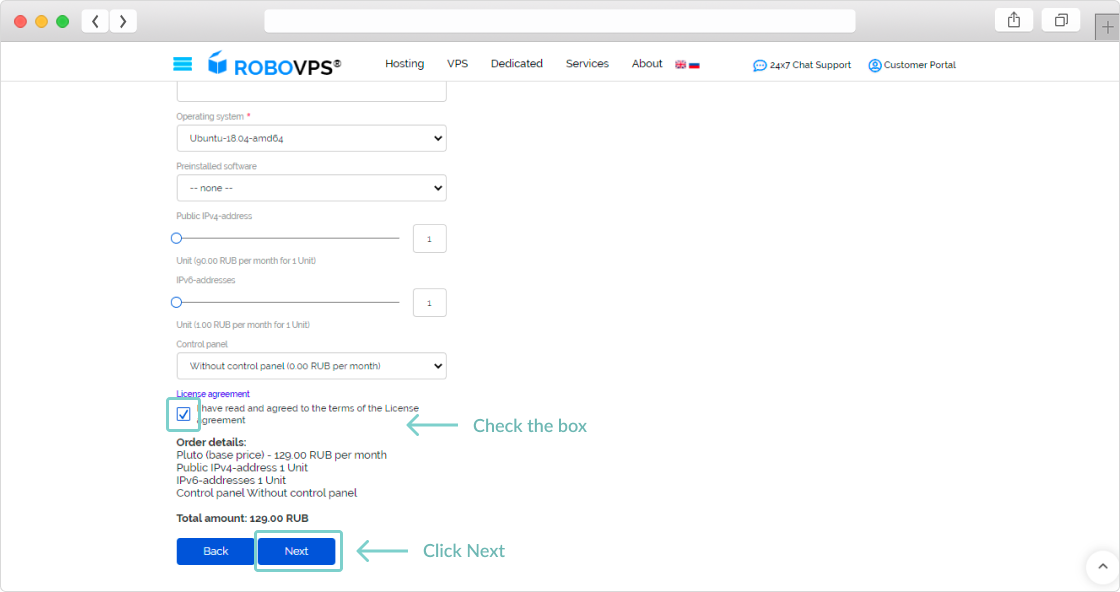 ROBOVPS®
Hosting VPS Dedicated Services About 24x7 Chat Support Customer Portal
Operating system *
Ubuntu-18.04-amd64
Preinstalled software
-- none --
Public IPv4-address
1
Unit (90.00 RUB per month for 1 Unit)
IPv6-addresses
1
Unit (1.00 RUB per month for 1 Unit)
Control panel
Without control panel (0.00 RUB per month)
License agreement
I have read and agreed to the terms of the License
agreement
Check the box
Order details:
Pluto (base price) - 129.00 RUB per month
Public IPv4-address 1 Unit
IPv6-addresses 1 Unit
Control panel Without control panel
Total amount: 129.00 RUB
Back Next
Click Next